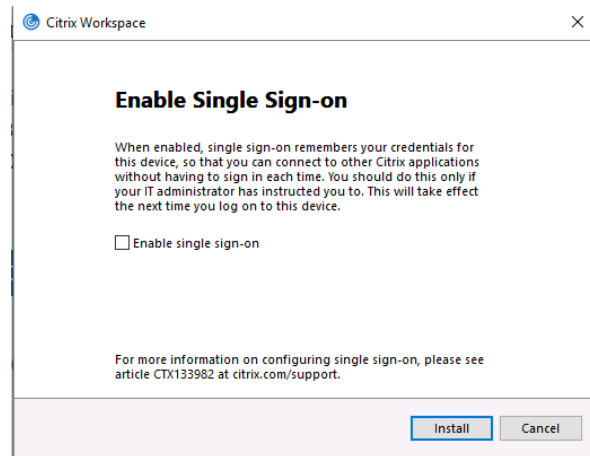 Citrix Workspace
Enable Single Sign-on
When enabled, single sign-on remembers your credentials for
this device, so that you can connect to other Citrix applications
without having to sign in each time. You should do this only if
your IT administrator has instructed you to. This will take effect
the next time you log on to this device.
Enable single sign-on
For more information on configuring single sign-on, please see
article CTX133982 at citrix.com/support.
Install Cancel